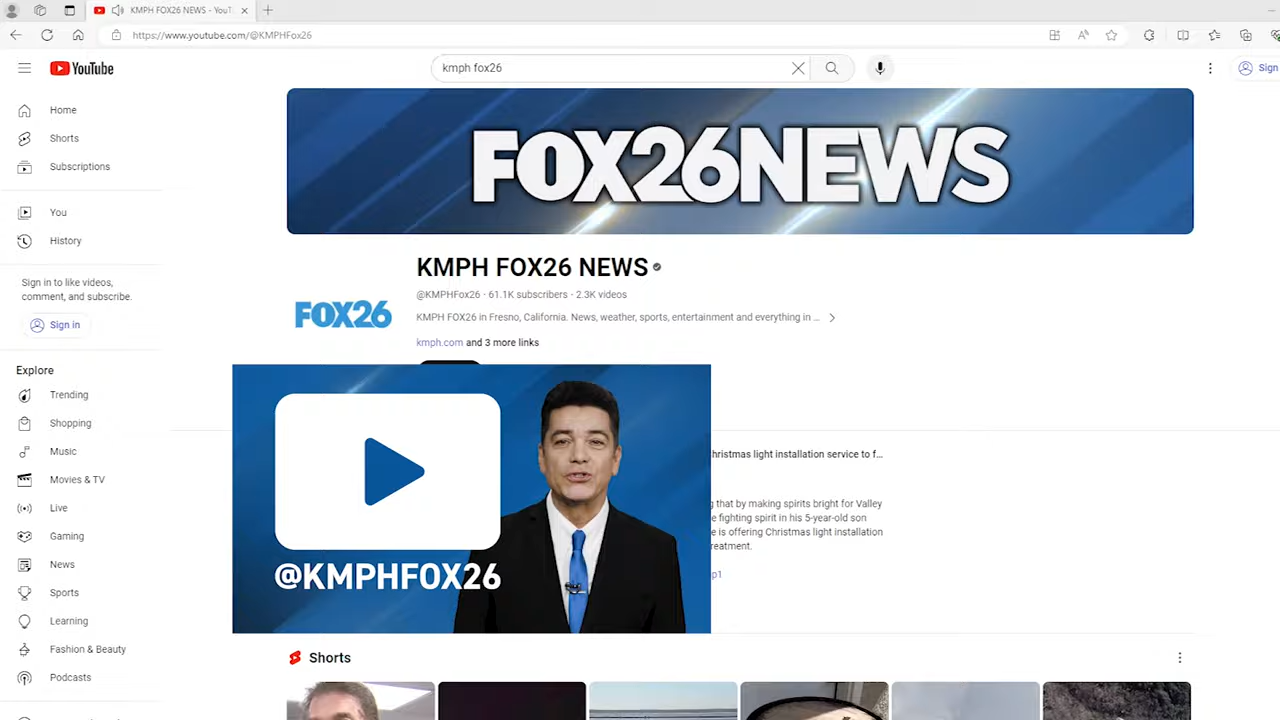 KMPH FOX26 NEWS - YouT
https://www.youtube.com/@KMPHFox26
YouTube
kmph fox26
Sign
Home
Shorts
Subscriptions
You
History
Sign in to like videos,
comment, and subscribe.
Sign in
Explore
Trending
Shopping
Music
Movies & TV
Live
Gaming
News
Sports
Learning
Fashion & Beauty
Podcasts
FOX26NEWS
FOX26
KMPH FOX26 NEWS
@KMPHFox26 · 61.1K subscribers · 2.3K videos
KMPH FOX26 in Fresno, California. News, weather, sports, entertainment and everything in ...
kmph.com and 3 more links
@KMPHFOX26
hristmas light installation service to f...
g that by making spirits bright for Valley
e fighting spirit in his 5-year-old son
e is offering Christmas light installation
reatment.
p1
Shorts